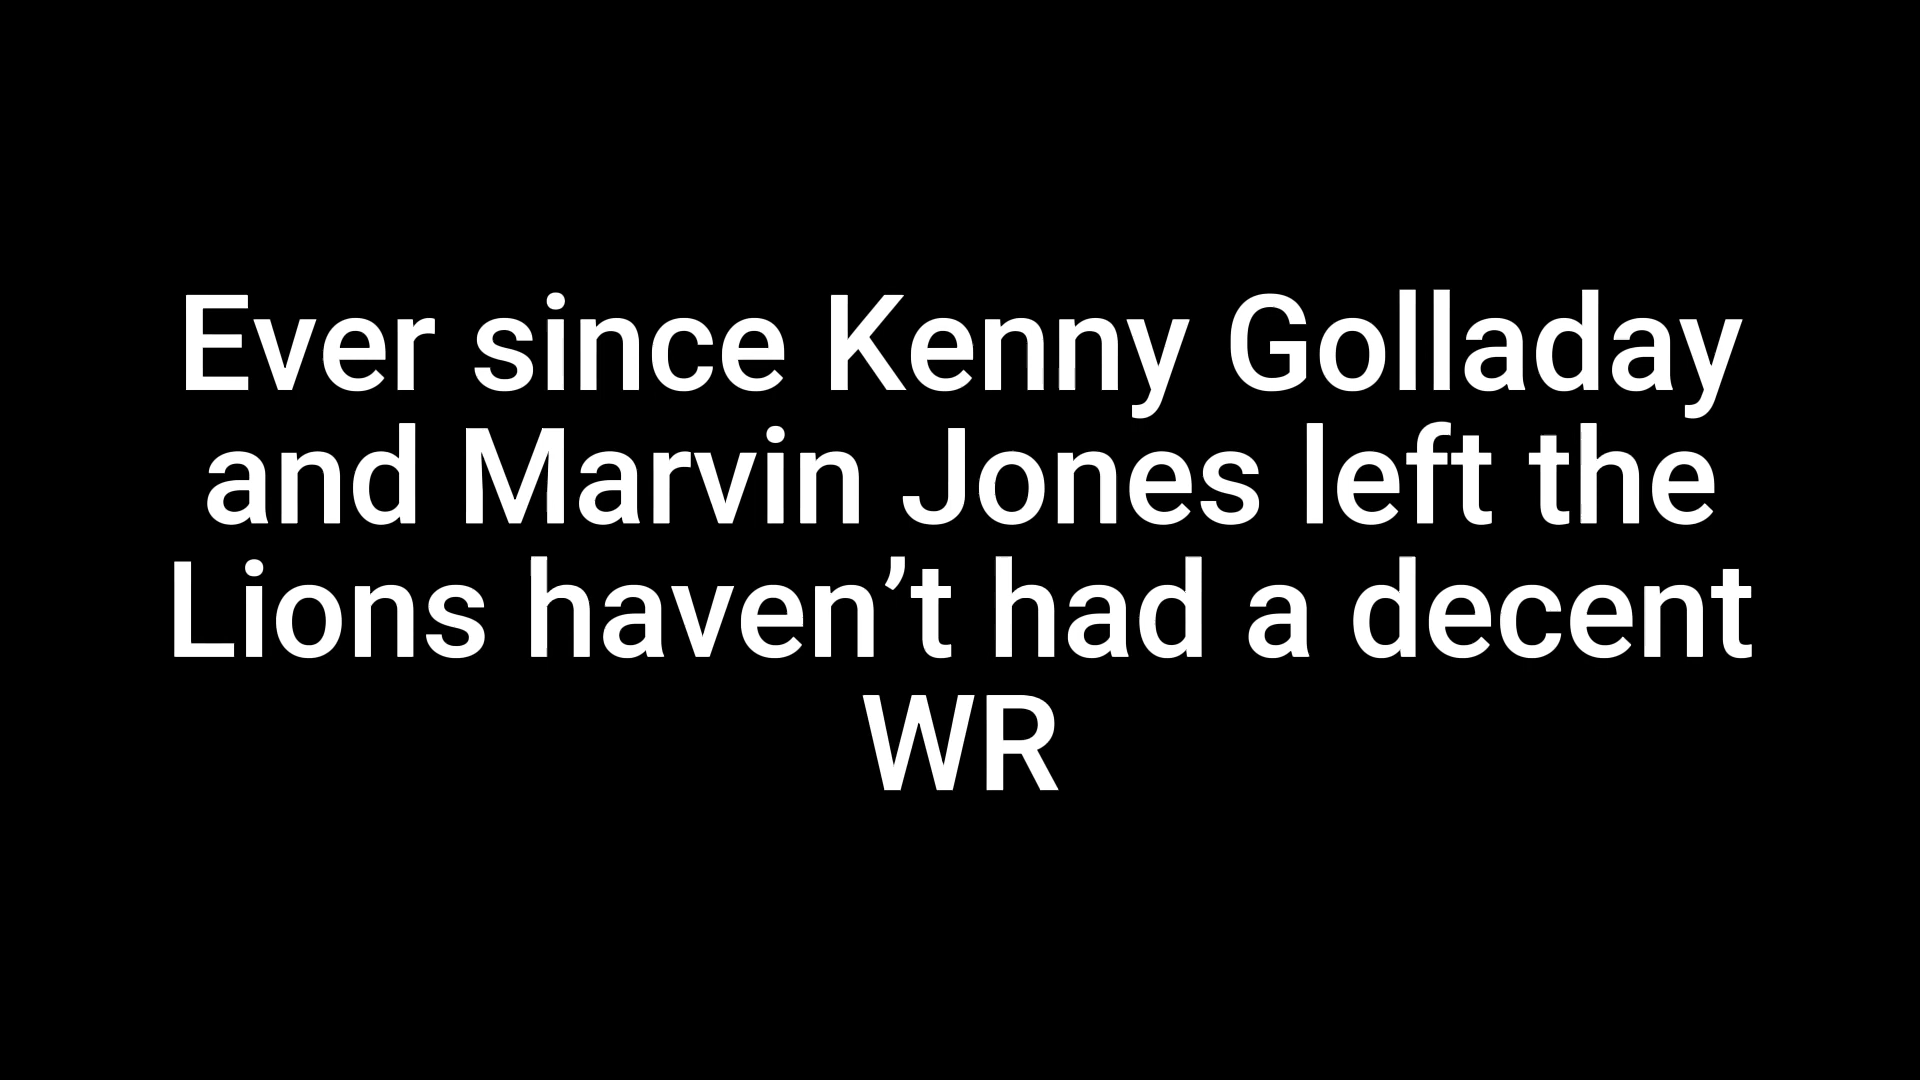 Ever since Kenny Golladay
and Marvin Jones left the
Lions haven’t had a decent
WR